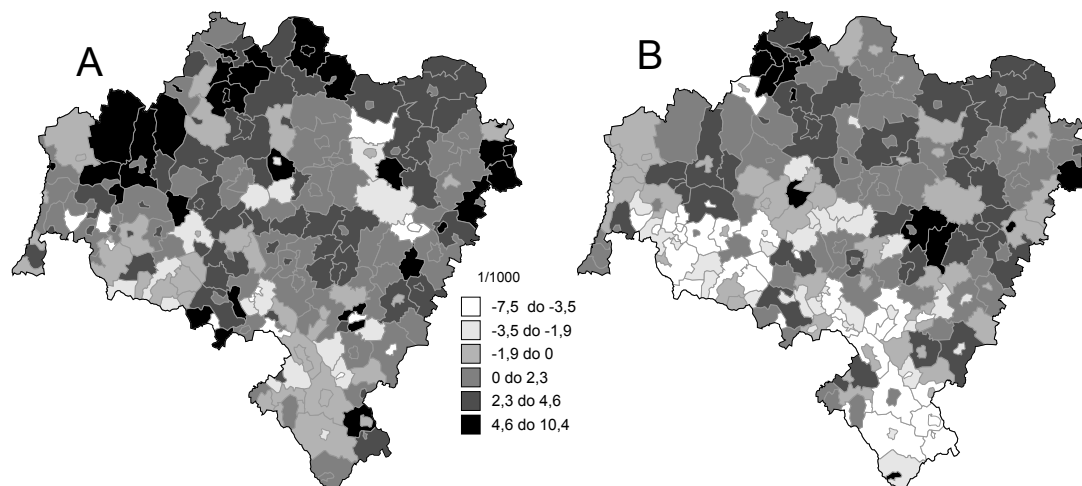 A
B
1/1000
-7,5 do -3,5
-3,5 do -1,9
-1,9 do 0
0 do 2,3
2,3 do 4,6
4,6 do 10,4